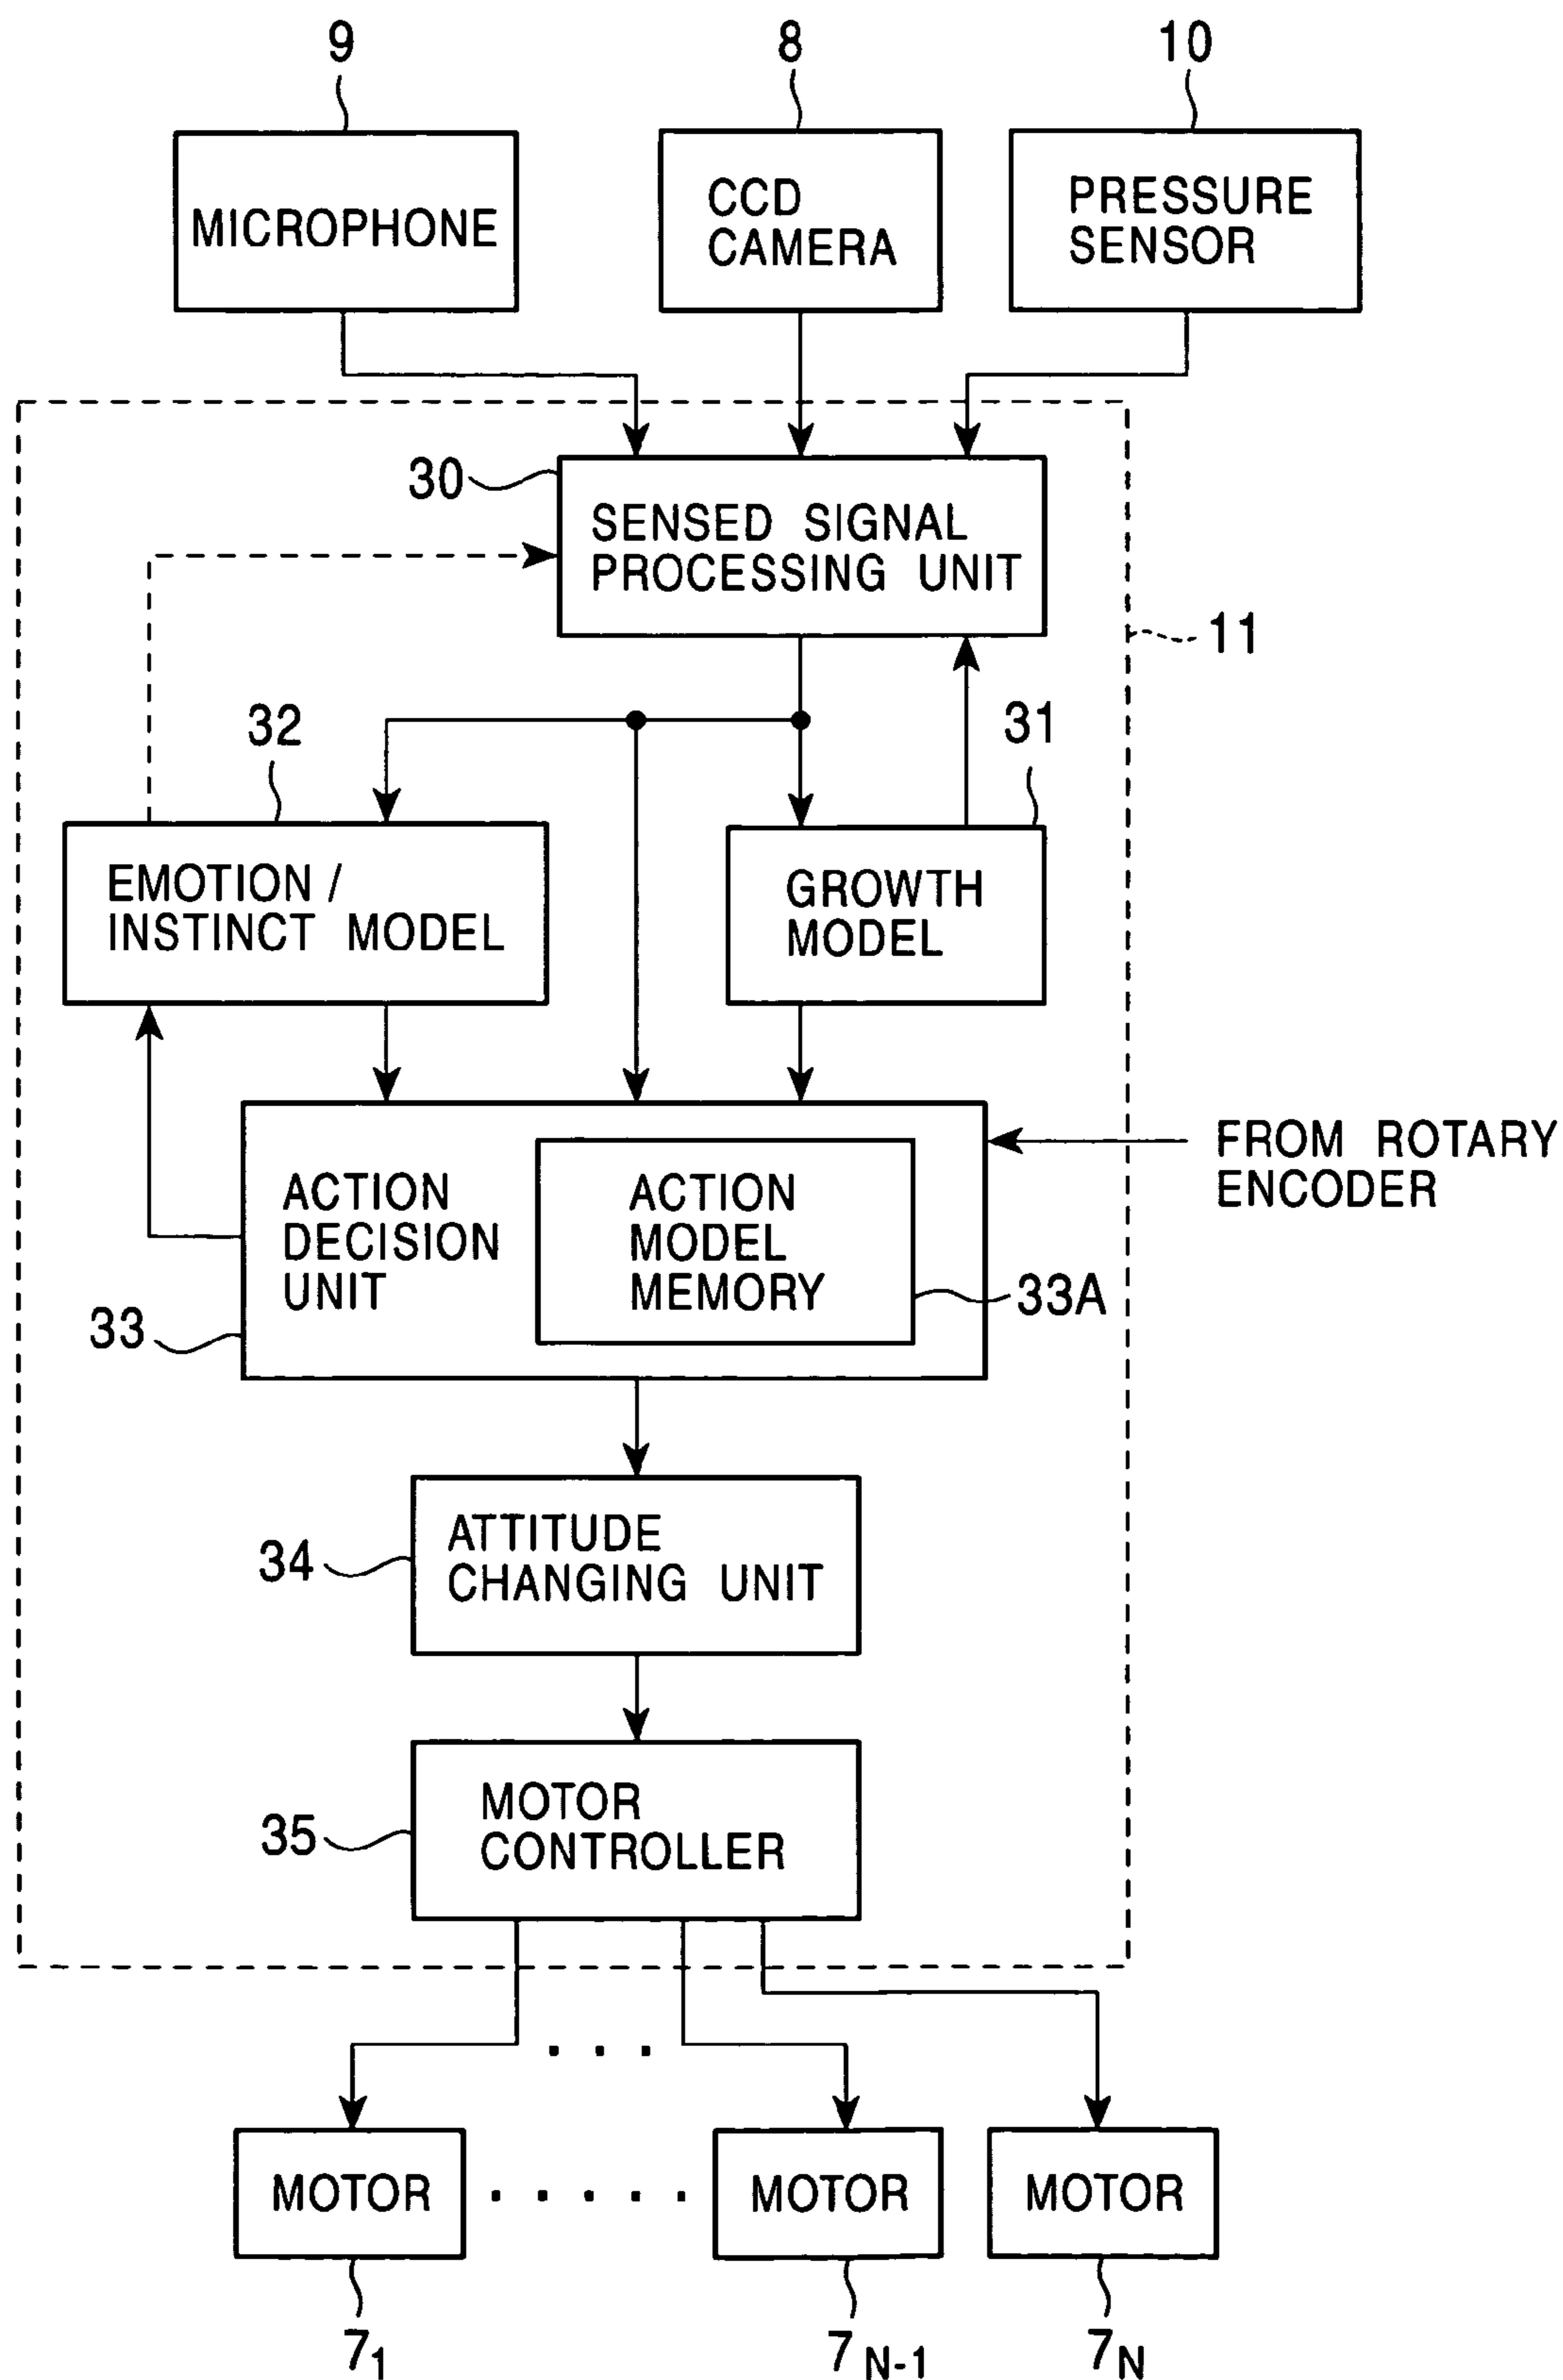 9
8
10
MICROPHONE
CCD
CAMERA
PRESSURE
SENSOR
30
SENSED SIGNAL
PROCESSING UNIT
11
32
31
EMOTION /
INSTINCT MODEL
GROWTH
MODEL
FROM ROTARY
ENCODER
ACTION
DECISION
UNIT
ACTION
MODEL
MEMORY
33
33A
34
ATTITUDE
CHANGING UNIT
35
MOTOR
CONTROLLER
. . .
MOTOR
. . . . .
MOTOR
MOTOR
7₁
7N-1
7N